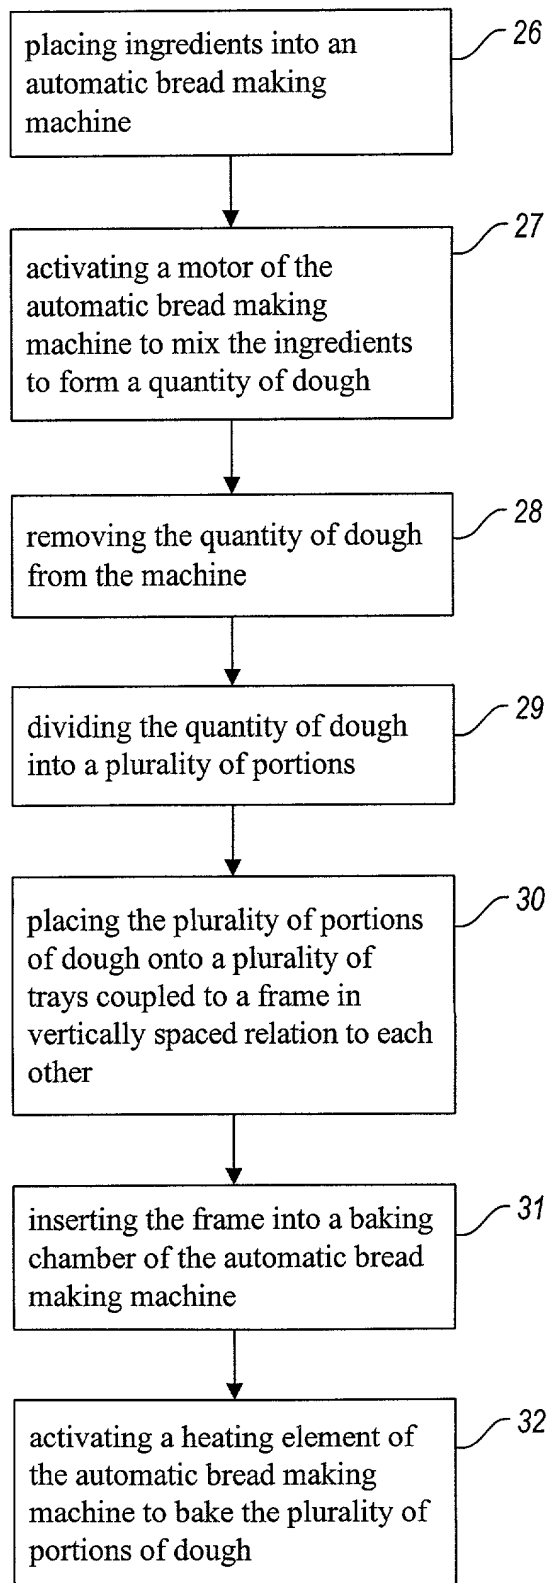 26
placing ingredients into an
automatic bread making
machine
27
activating a motor of the
automatic bread making
machine to mix the ingredients
to form a quantity of dough
28
removing the quantity of dough
from the machine
29
dividing the quantity of dough
into a plurality of portions
30
placing the plurality of portions
of dough onto a plurality of
trays coupled to a frame in
vertically spaced relation to each
other
31
inserting the frame into a baking
chamber of the automatic bread
making machine
32
activating a heating element of
the automatic bread making
machine to bake the plurality of
portions of dough